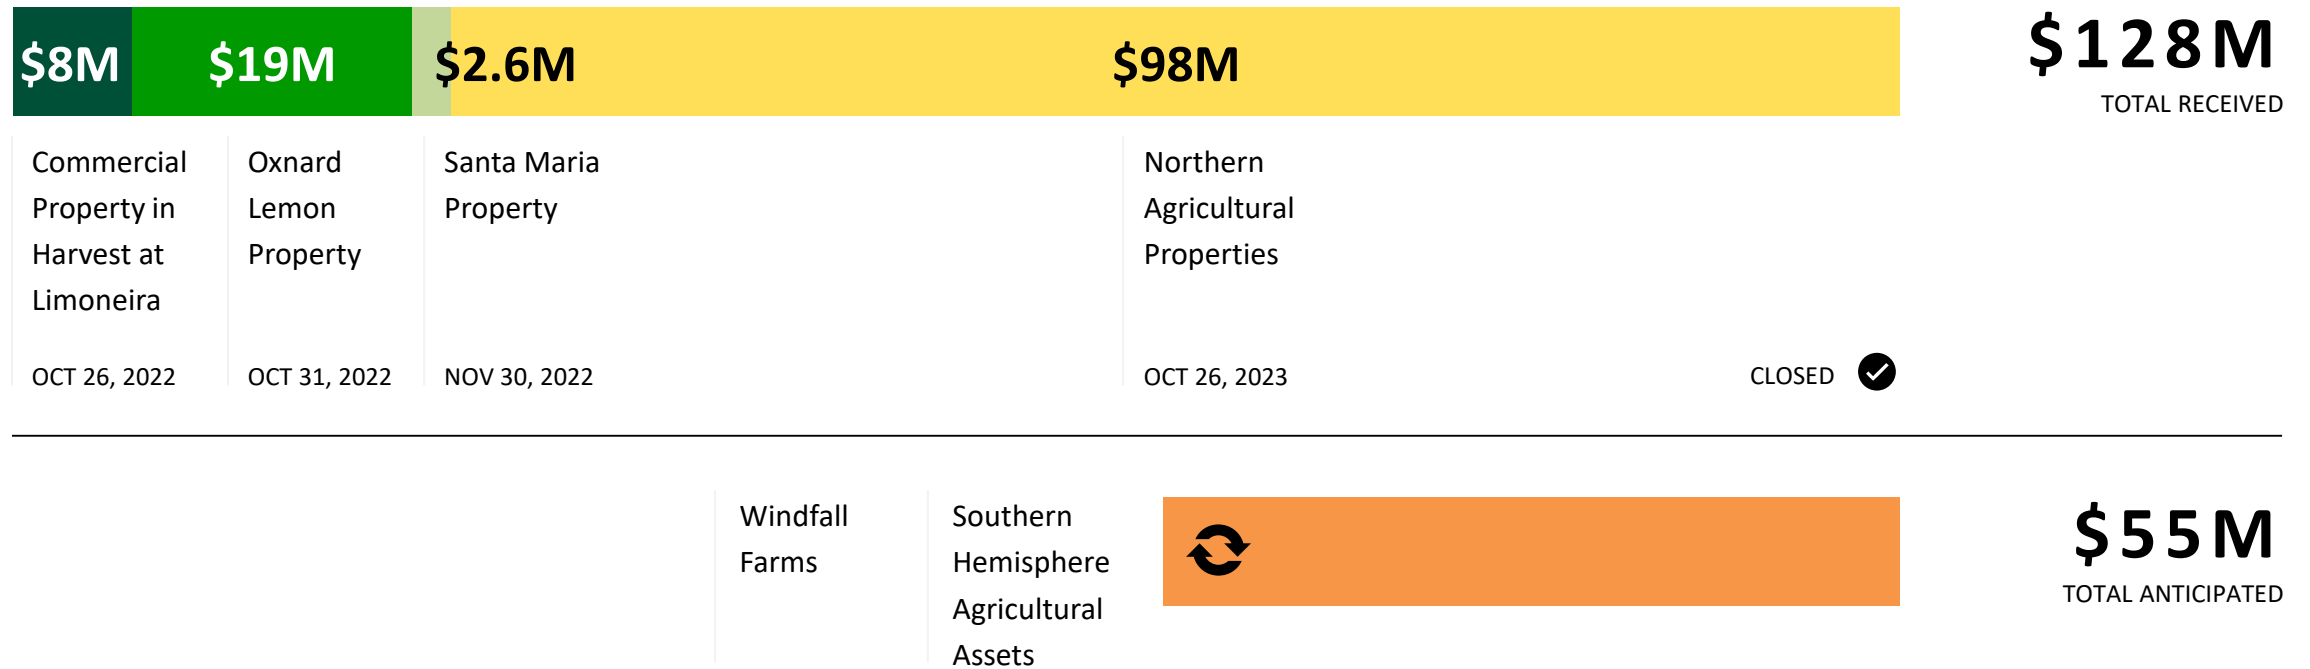 $8M $19M $2.6M $98M
$128M
TOTAL RECEIVED
Commercial
Property in
Harvest at
Limoneira
OCT 26, 2022
Oxnard
Lemon
Property
OCT 31, 2022
Santa Maria
Property
NOV 30, 2022
Northern
Agricultural
Properties
OCT 26, 2023
CLOSED
Windfall
Farms
Southern
Hemisphere
Agricultural
Assets
$55M
TOTAL ANTICIPATED